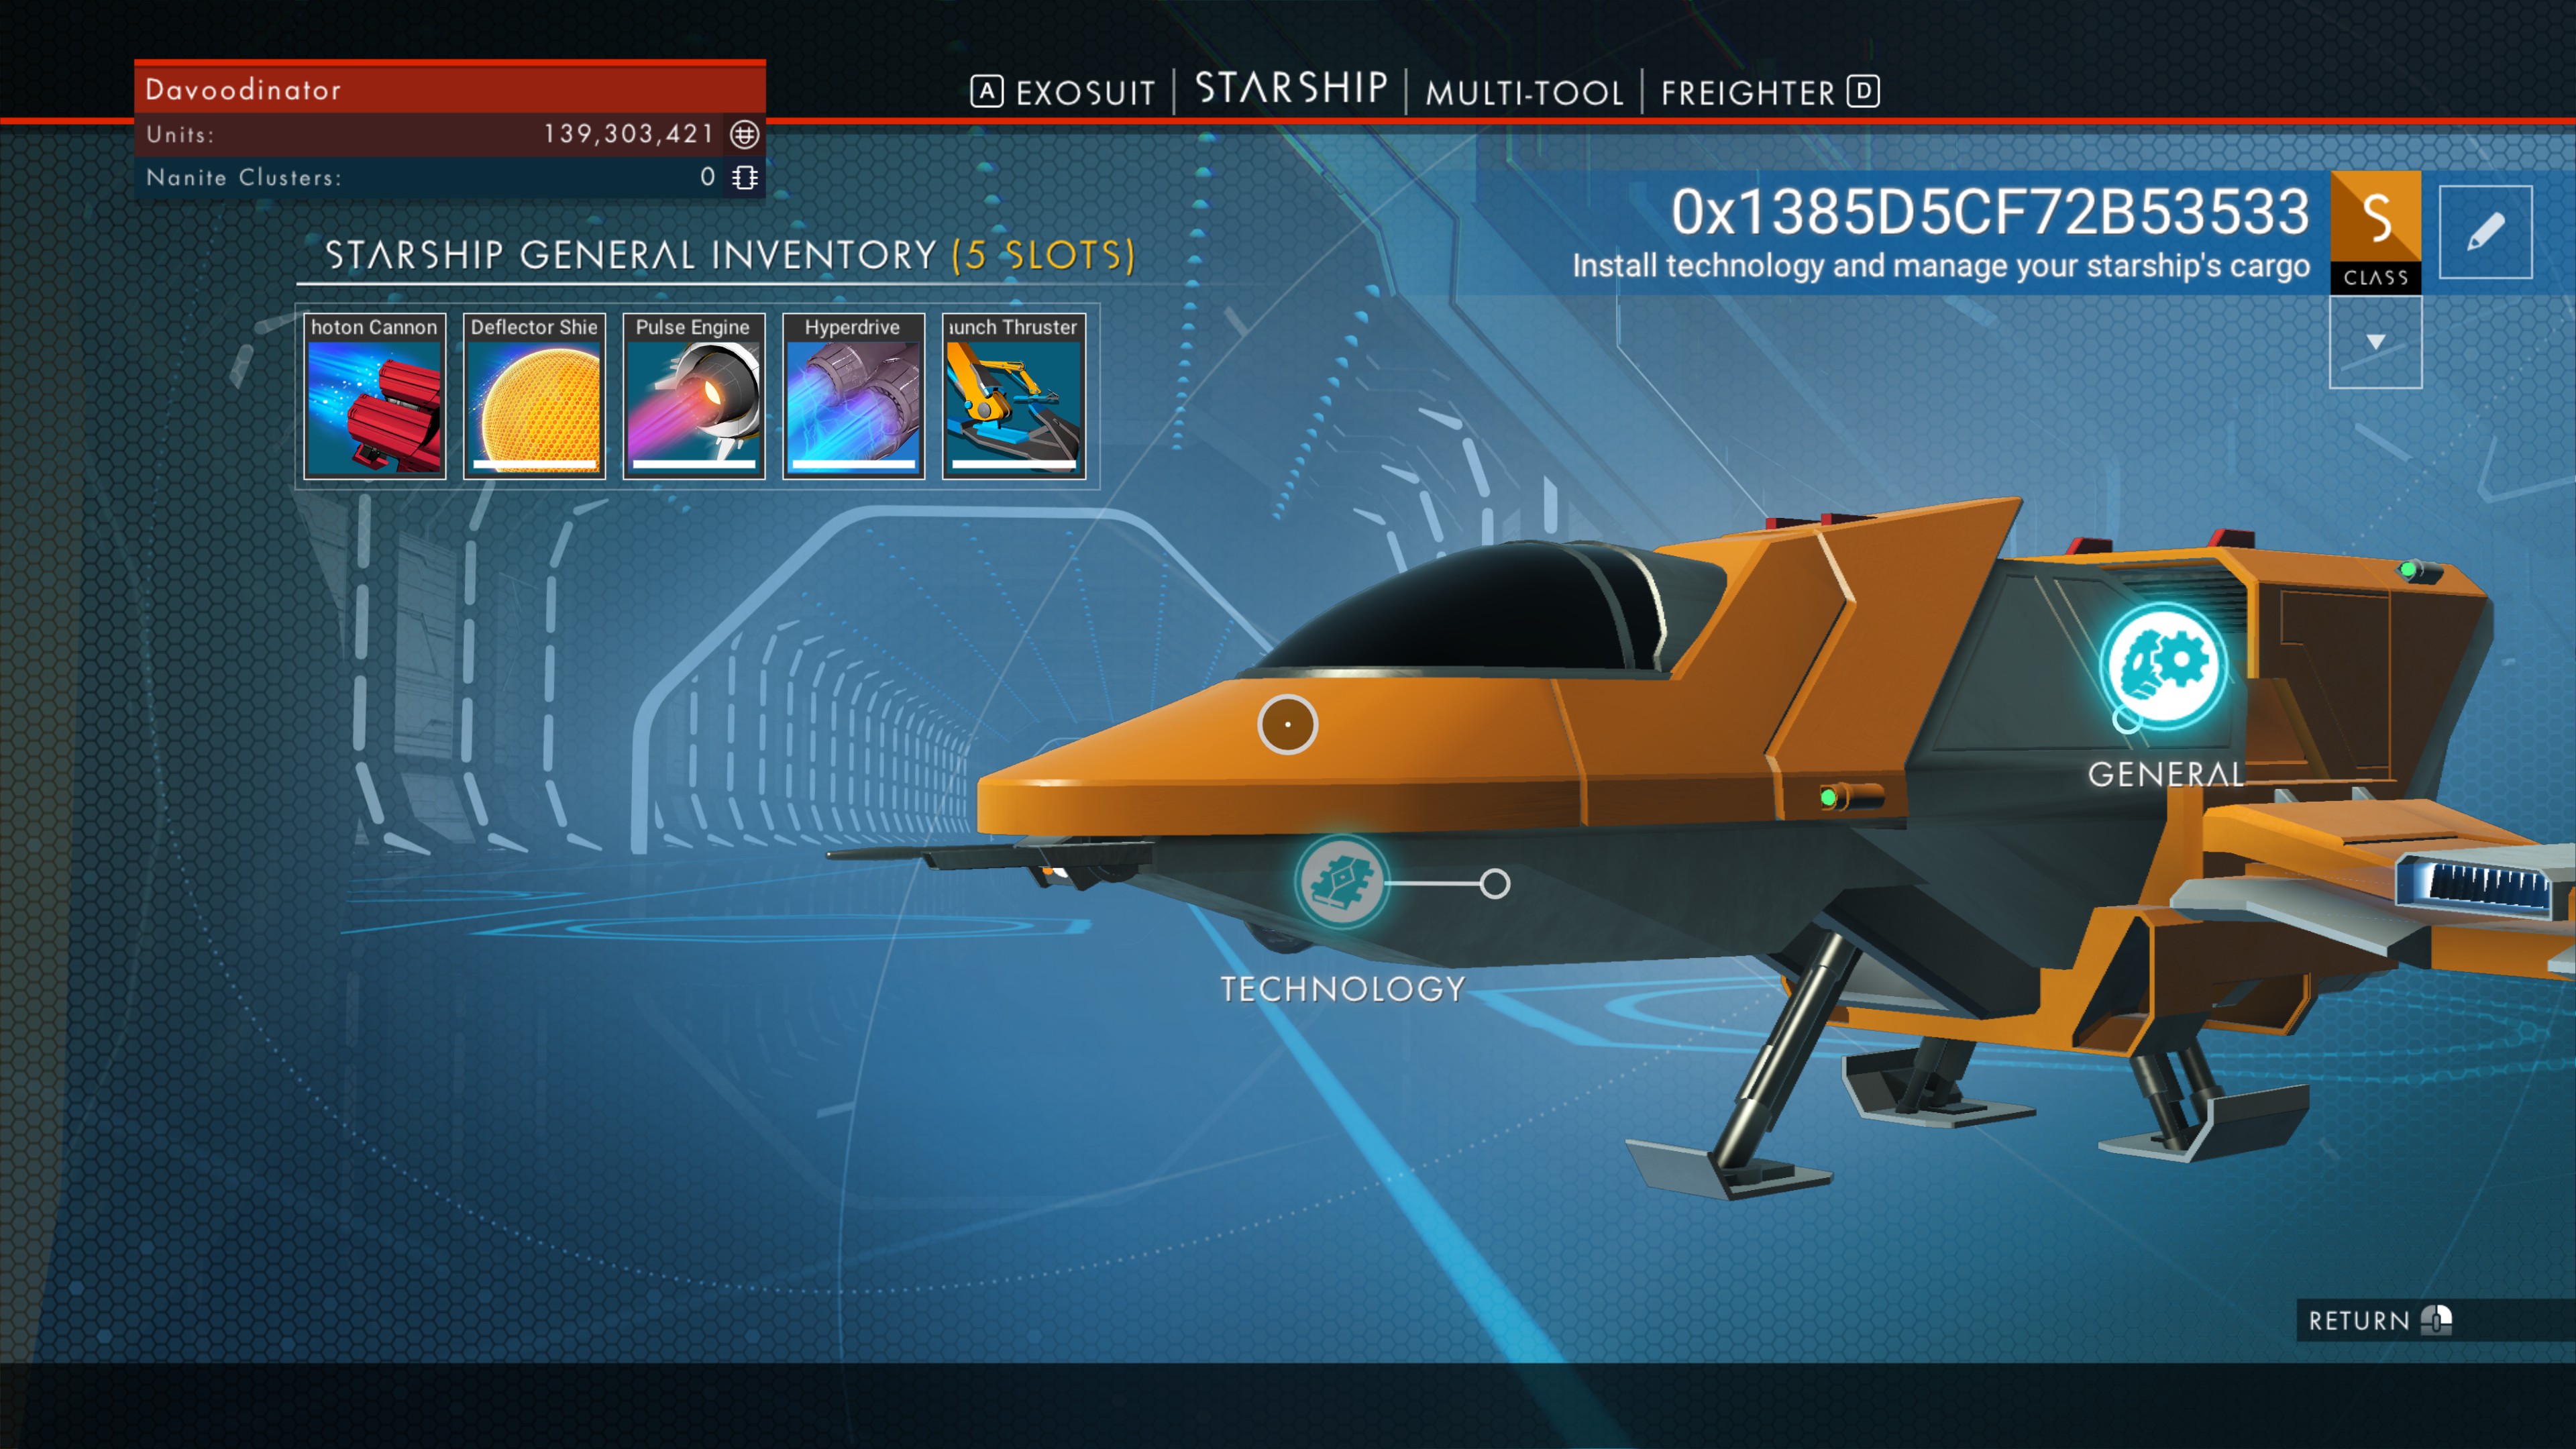 Davoodinator
Units: 139,303,421
Nanite Clusters: 0
A EXOSUIT STARSHIP MULTI-TOOL FREIGHTER D
0x1385D5CF72B53533
Install technology and manage your starship's cargo
S
CLASS
STARSHIP GENERAL INVENTORY (5 SLOTS)
hoton Cannon Deflector Shie Pulse Engine Hyperdrive aunch Thruster
GENERAL
TECHNOLOGY
RETURN